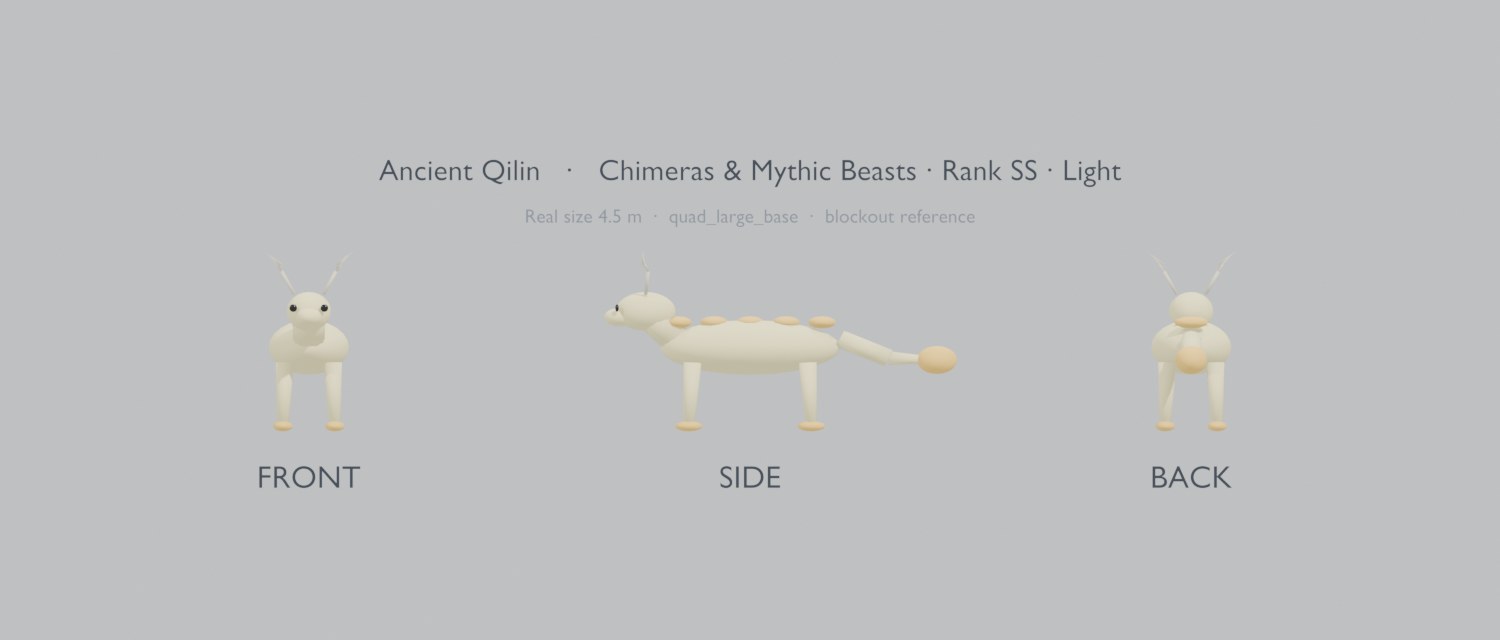 Ancient Qilin · Chimeras & Mythic Beasts · Rank SS · Light
Real size 4.5 m · quad_large_base · blockout reference
FRONT
SIDE
BACK